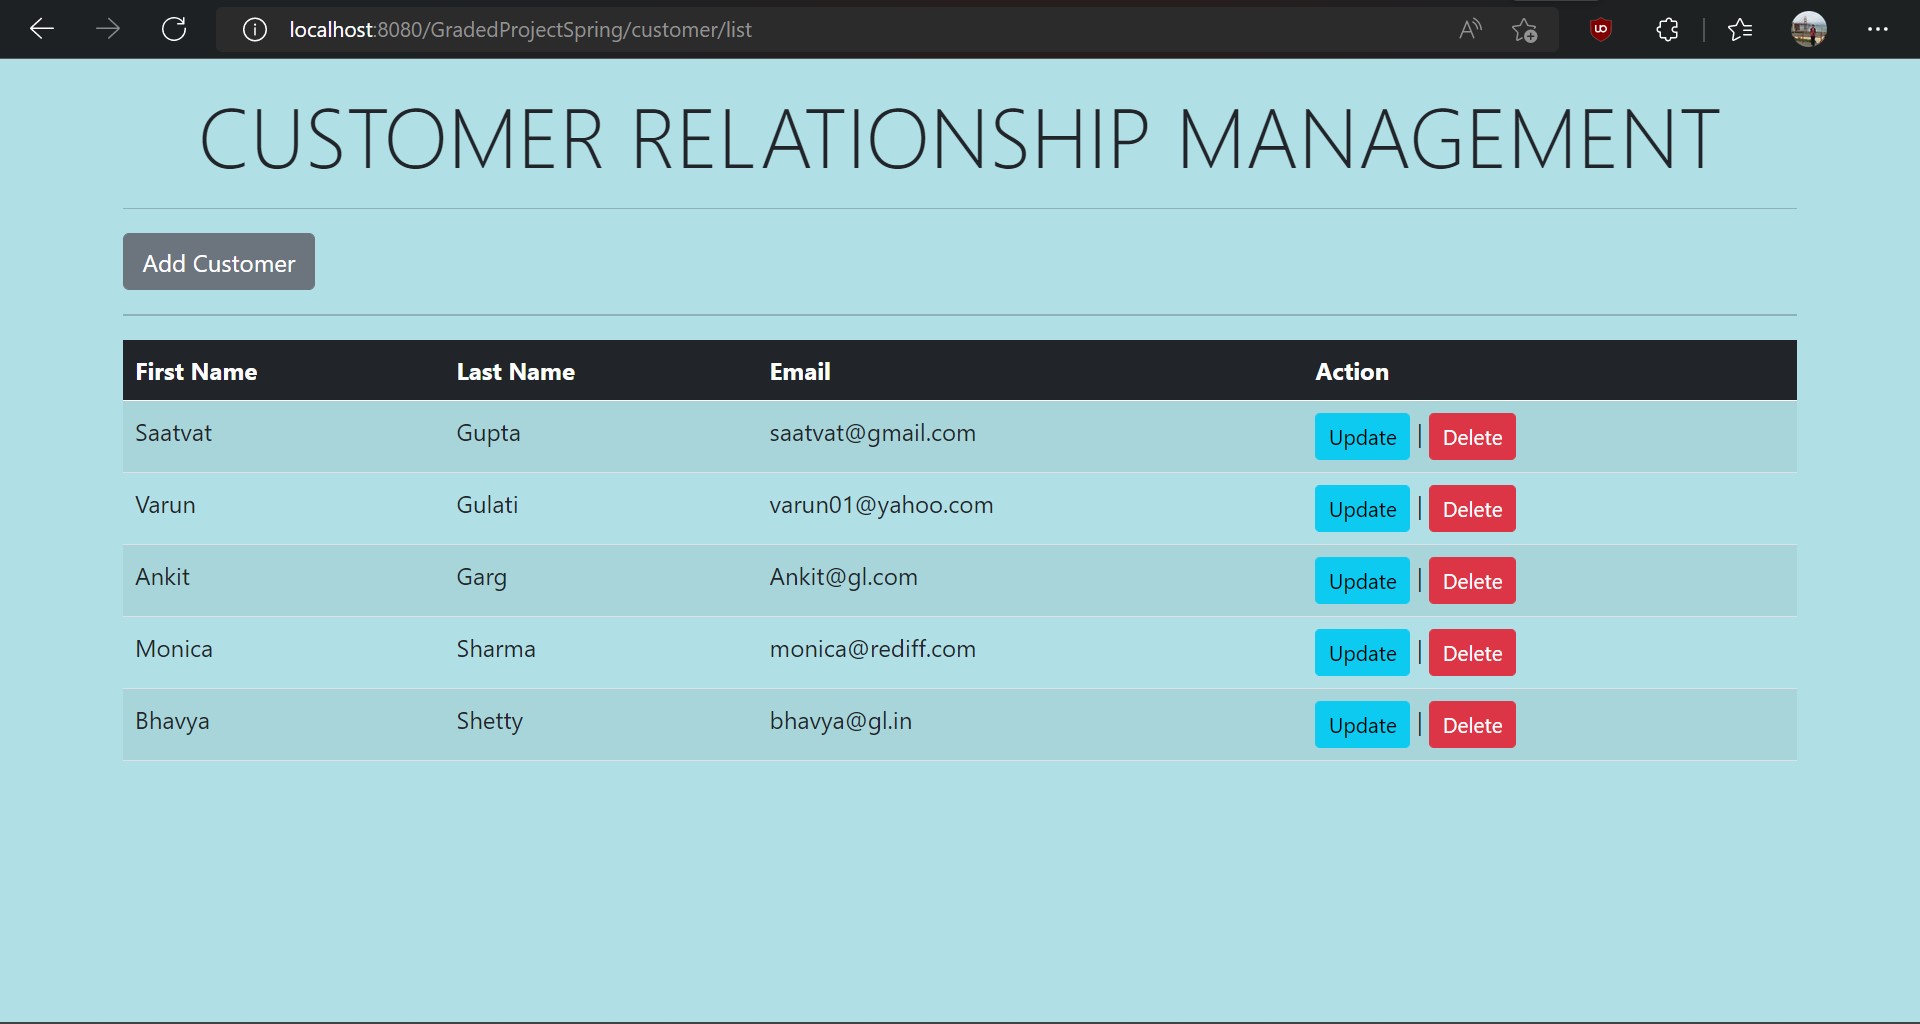 localhost:8080/GradedProjectSpring/customer/list
CUSTOMER RELATIONSHIP MANAGEMENT
Add Customer
First Name Last Name Email Action
Saatvat Gupta saatvat@gmail.com Update | Delete
Varun Gulati varun01@yahoo.com Update | Delete
Ankit Garg Ankit@gl.com Update | Delete
Monica Sharma monica@rediff.com Update | Delete
Bhavya Shetty bhavya@gl.in Update | Delete